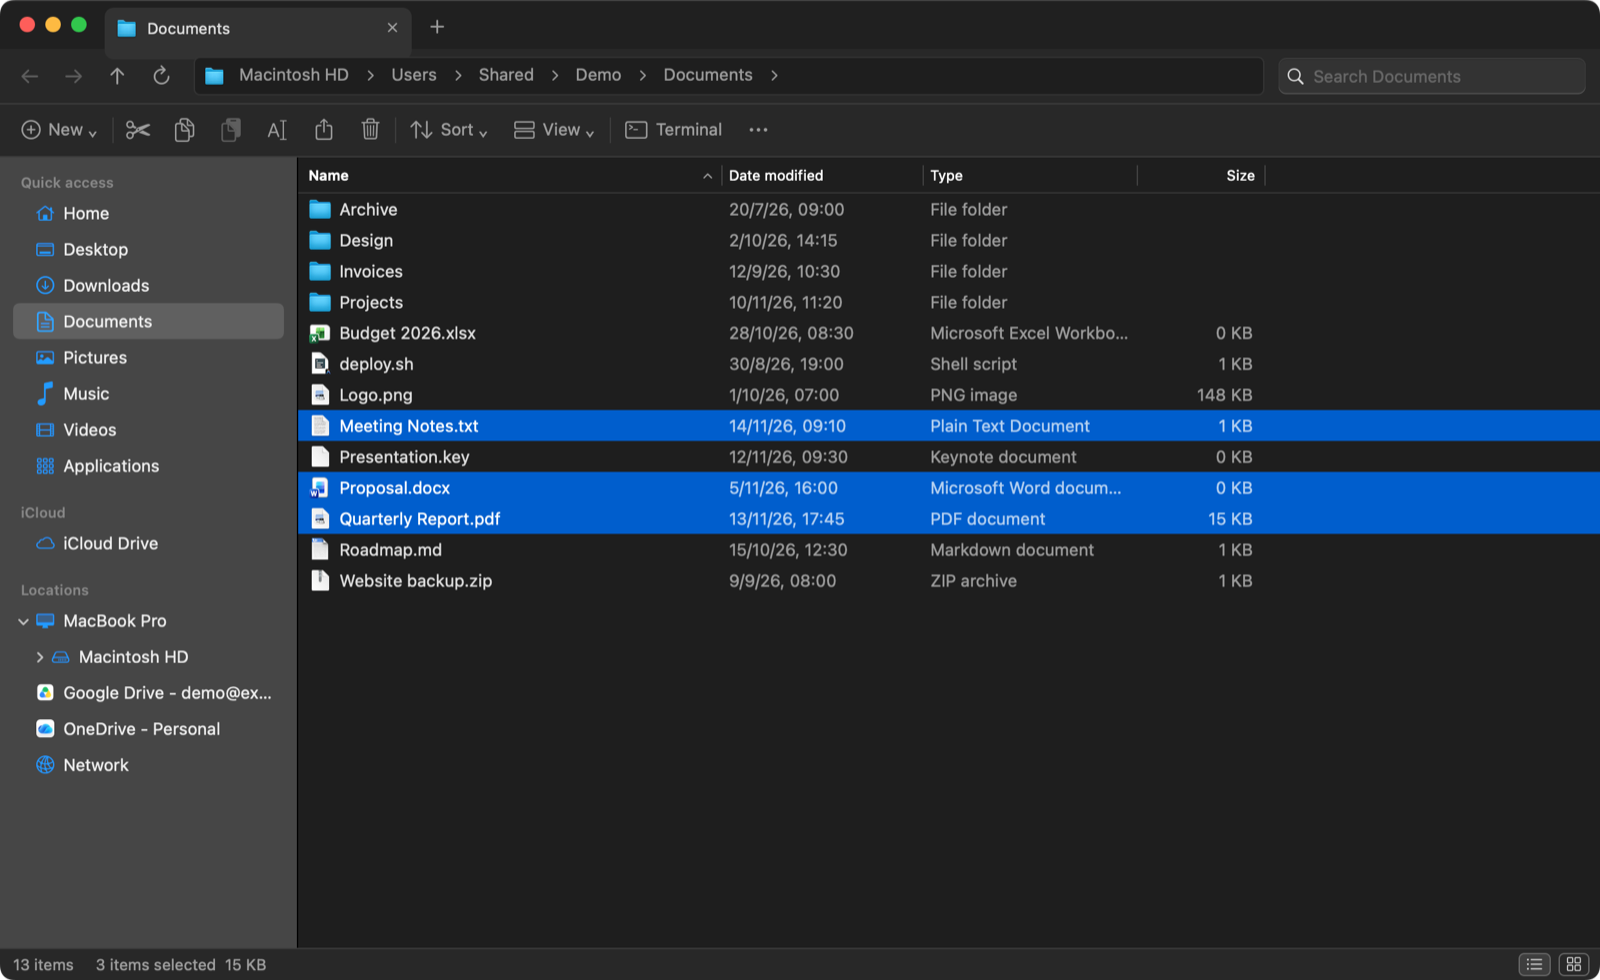 Documents
Macintosh HD > Users > Shared > Demo > Documents >
Search Documents
New
Sort
View
Terminal
Quick access
Home
Desktop
Downloads
Documents
Pictures
Music
Videos
Applications
iCloud
iCloud Drive
Locations
MacBook Pro
Macintosh HD
Google Drive - demo@ex...
OneDrive - Personal
Network
Name Date modified Type Size
Archive 20/7/26, 09:00 File folder
Design 2/10/26, 14:15 File folder
Invoices 12/9/26, 10:30 File folder
Projects 10/11/26, 11:20 File folder
Budget 2026.xlsx 28/10/26, 08:30 Microsoft Excel Workbo... 0 KB
deploy.sh 30/8/26, 19:00 Shell script 1 KB
Logo.png 1/10/26, 07:00 PNG image 148 KB
Meeting Notes.txt 14/11/26, 09:10 Plain Text Document 1 KB
Presentation.key 12/11/26, 09:30 Keynote document 0 KB
Proposal.docx 5/11/26, 16:00 Microsoft Word docum... 0 KB
Quarterly Report.pdf 13/11/26, 17:45 PDF document 15 KB
Roadmap.md 15/10/26, 12:30 Markdown document 1 KB
Website backup.zip 9/9/26, 08:00 ZIP archive 1 KB
13 items 3 items selected 15 KB